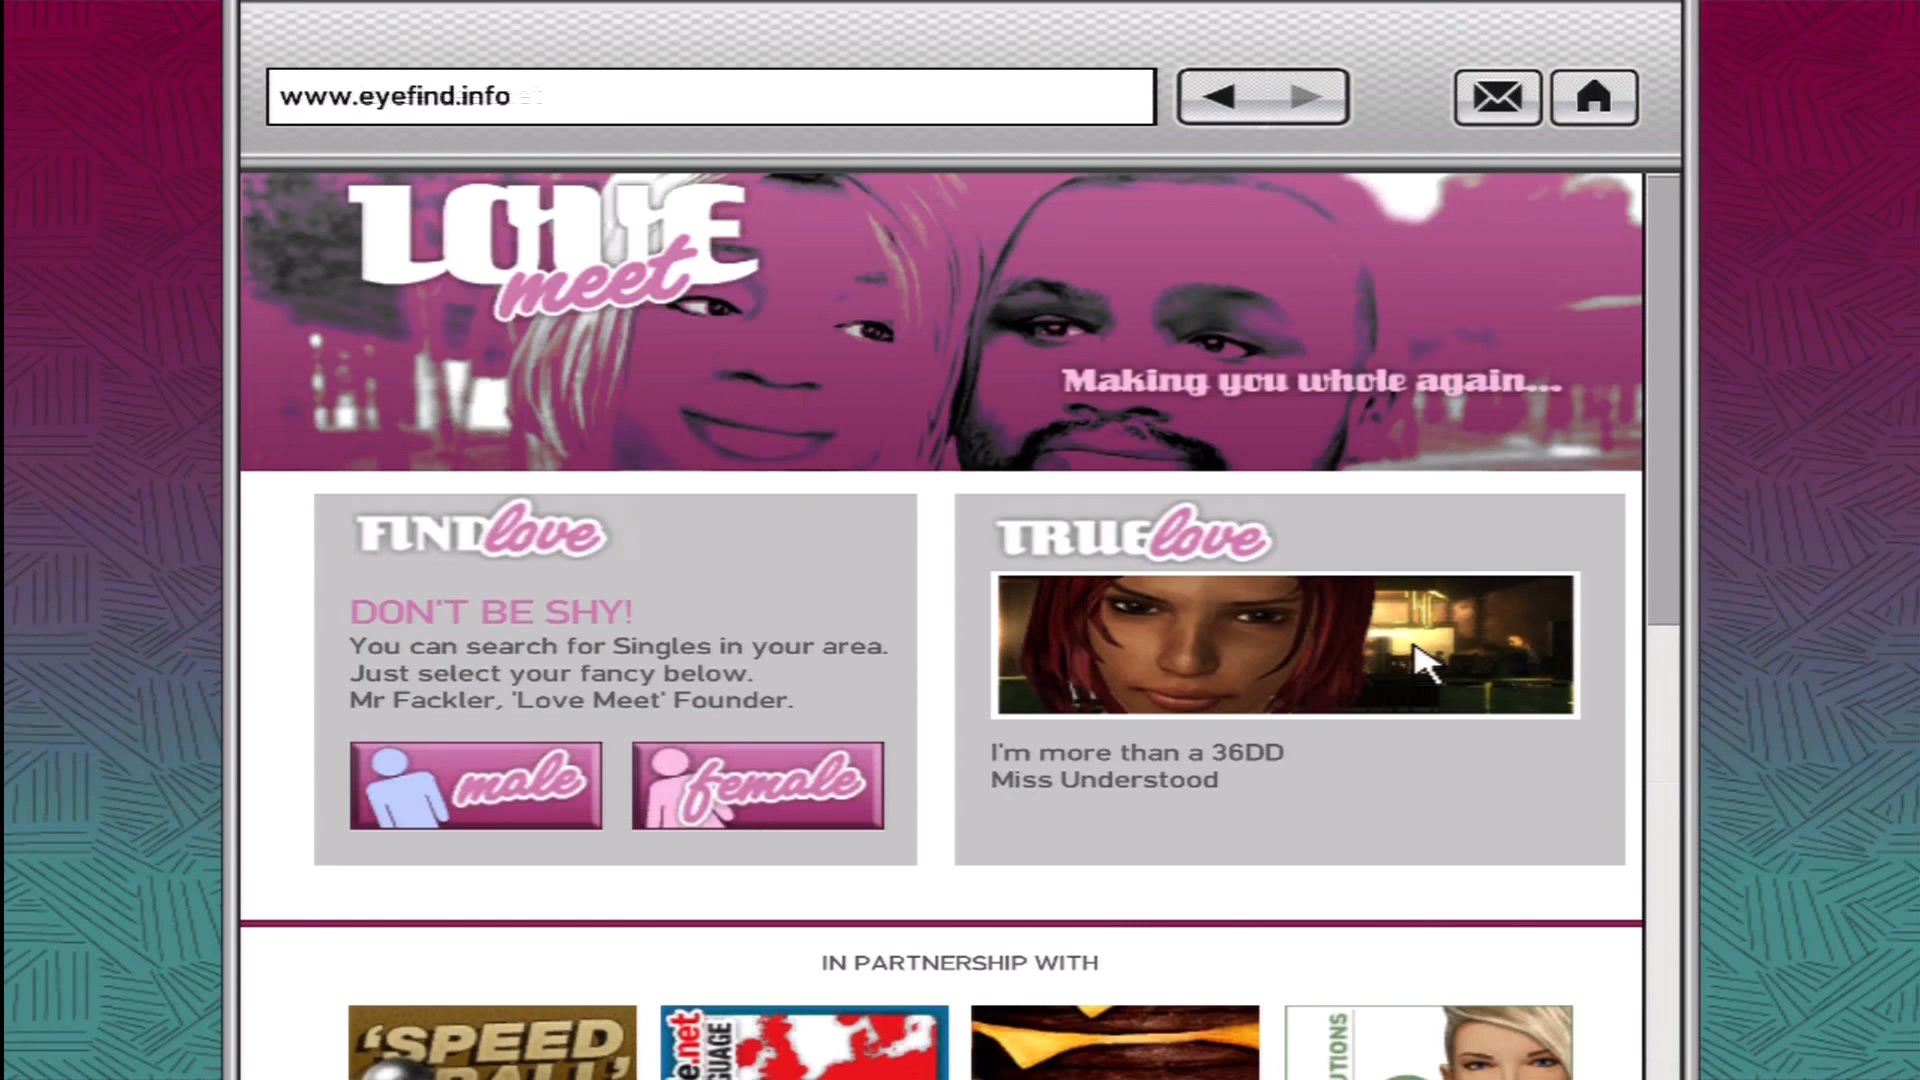 www.eyefind.info
LOVE
meet
Making you whole again...
FIND love
TRUE love
DON'T BE SHY!
You can search for Singles in your area.
Just select your fancy below.
Mr Fackler, 'Love Meet' Founder.
male
female
I'm more than a 36DD
Miss Understood
IN PARTNERSHIP WITH
'SPEED
BALL'